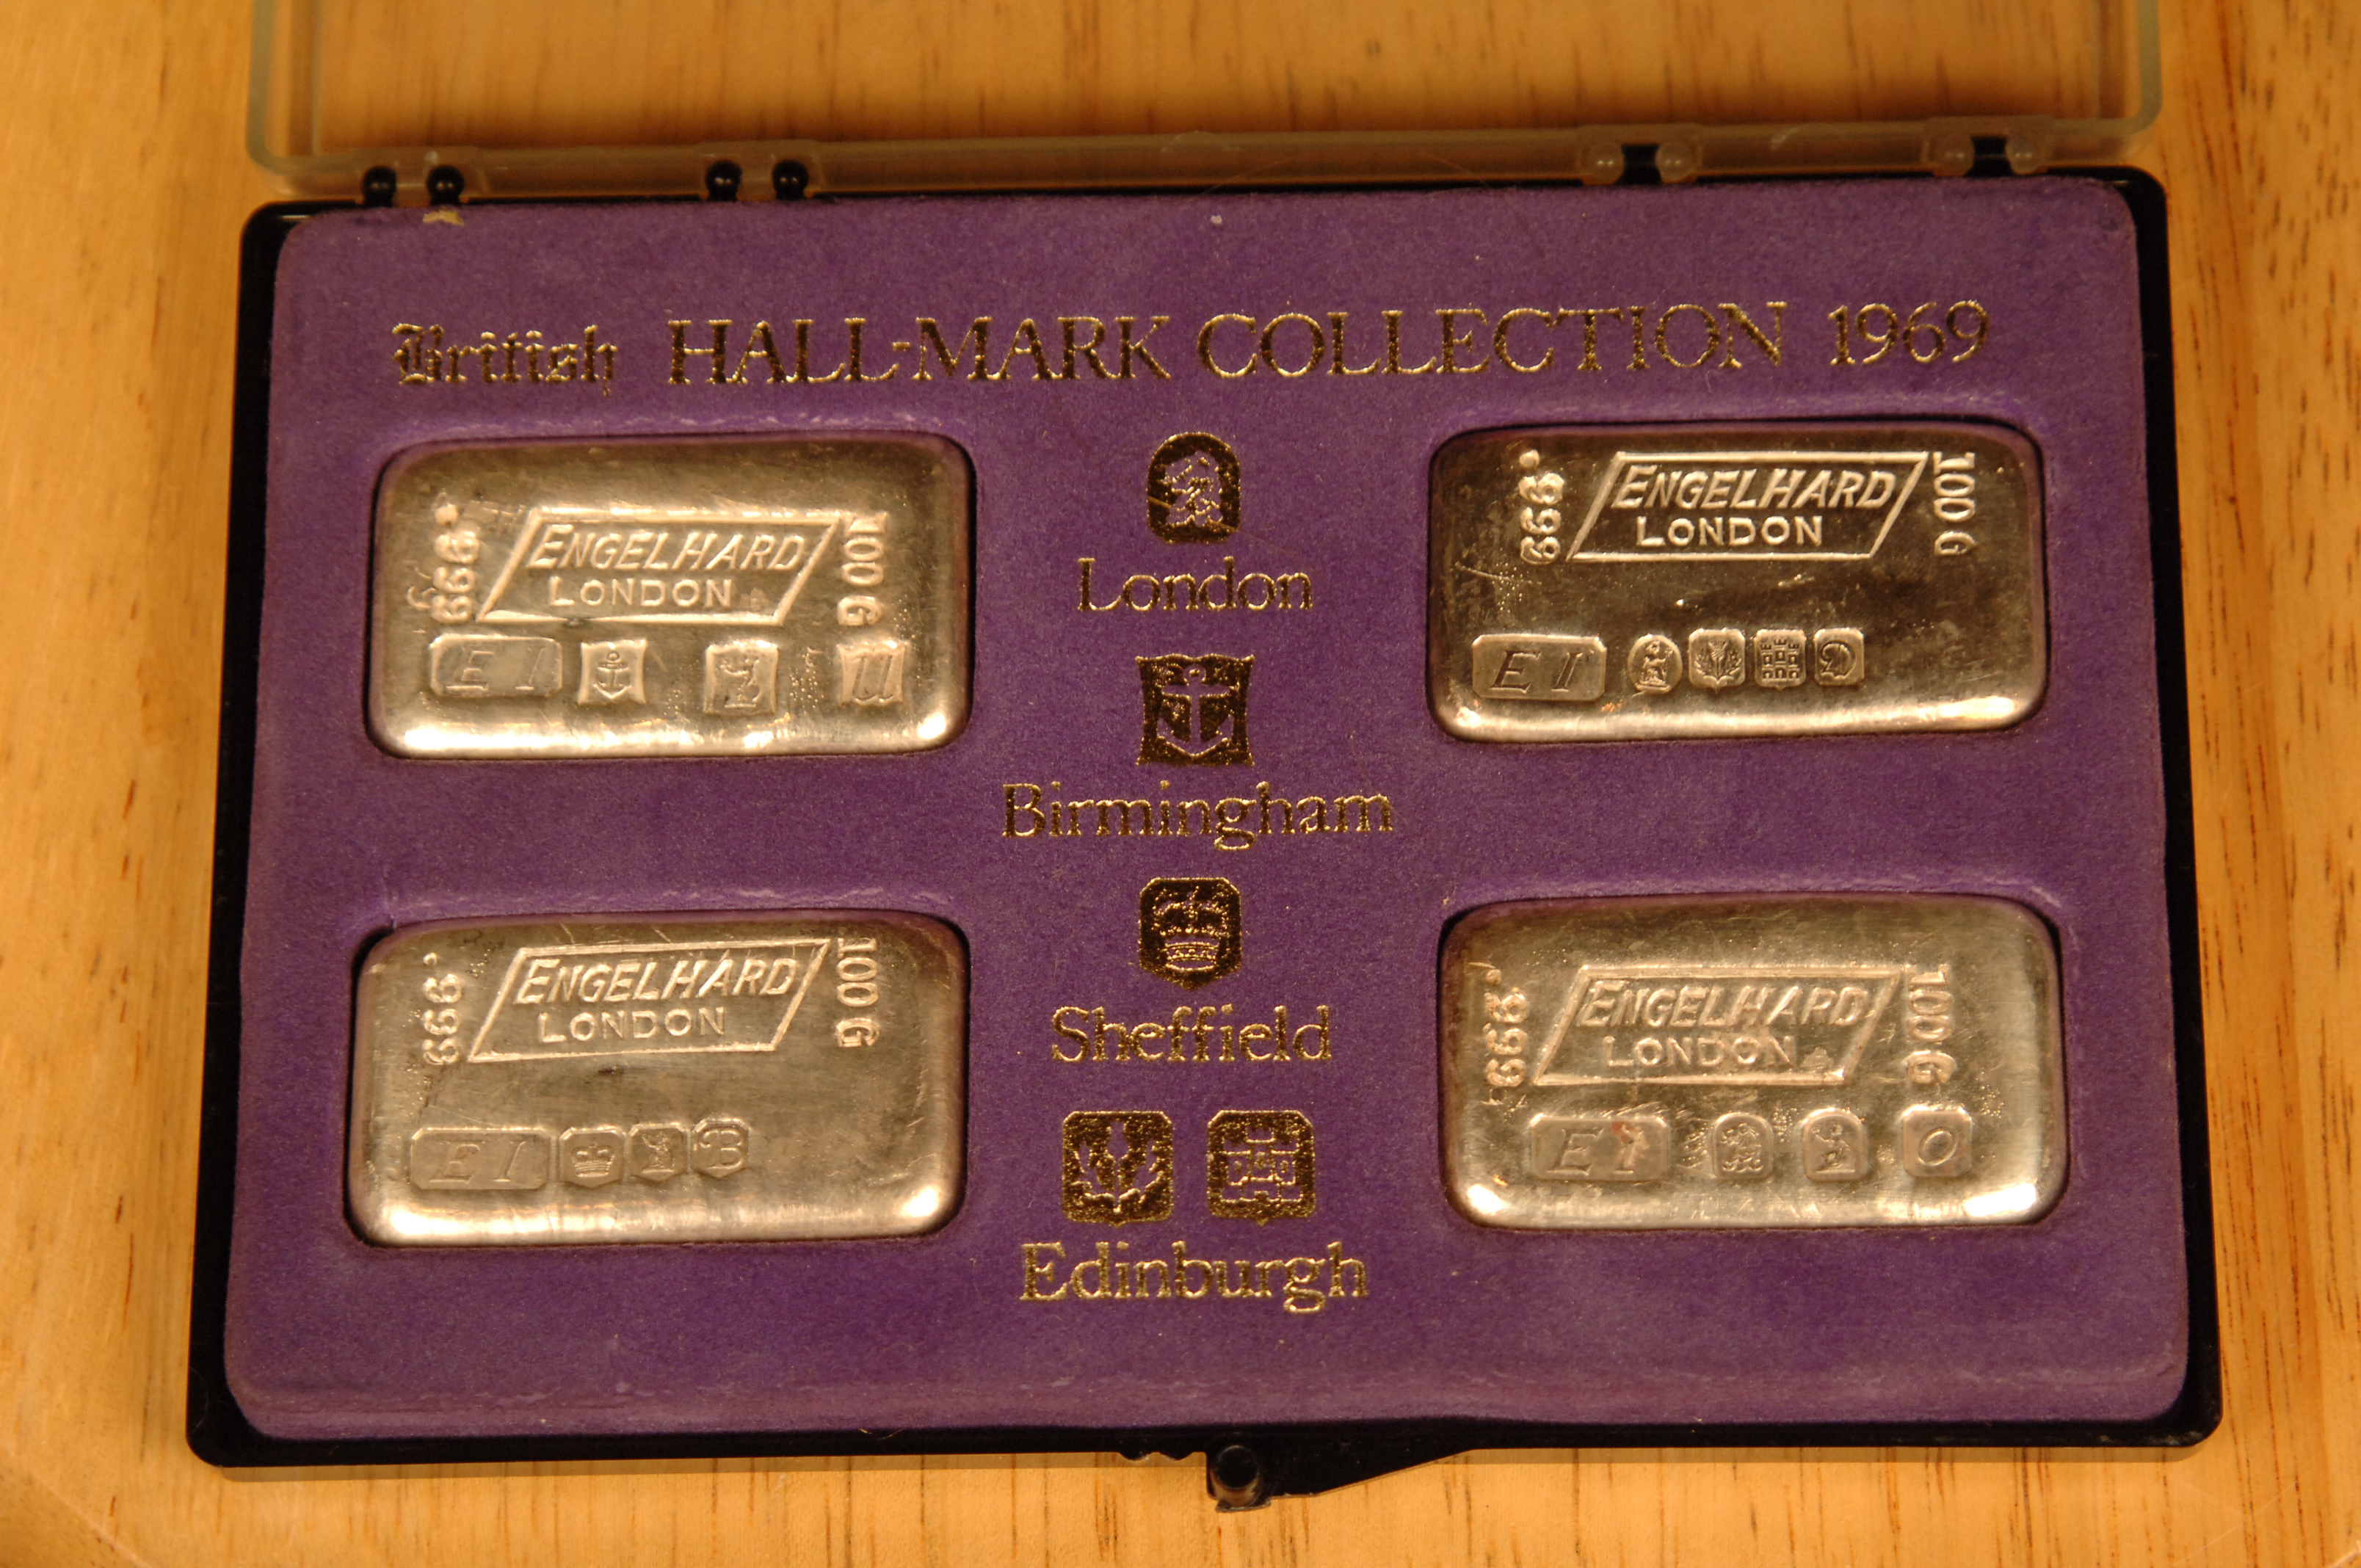 British HALL-MARK COLLECTION 1969
·999
ENGELHARD
LONDON
100 G
E I
U
London
Birmingham
Sheffield
Edinburgh
·999
ENGELHARD
LONDON
100 G
E I
D
·999
ENGELHARD
LONDON
100 G
E I
B
·999
ENGELHARD
LONDON
100 G
E I
O